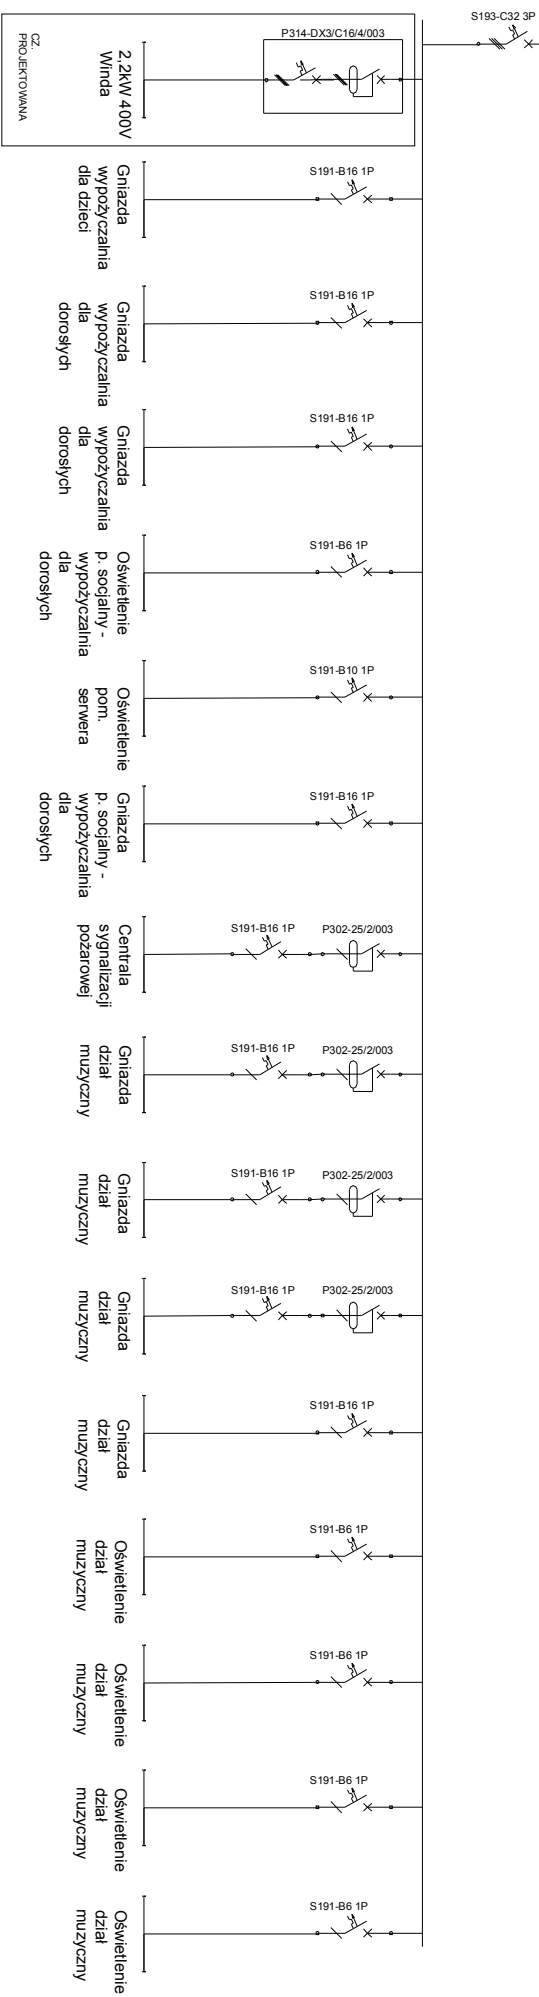 S193-C32 3P
P314-DX3/C16/4/003
2,2kW 400V
Winda
CZ.
PROJEKTOWANA
S191-B16 1P
Gniazda
wypożyczalnia
dla dzieci
S191-B16 1P
Gniazda
wypożyczalnia
dla
dorosłych
S191-B16 1P
Gniazda
wypożyczalnia
dla
dorosłych
S191-B6 1P
Oświetlenie
p. socjalny -
wypożyczalnia
dla
dorosłych
S191-B10 1P
Oświetlenie
pom.
serwera
S191-B16 1P
Gniazda
p. socjalny -
wypożyczalnia
dla
dorosłych
S191-B16 1P
P302-25/2/003
Centrala
sygnalizacji
pożarowej
S191-B16 1P
P302-25/2/003
Gniazda
dział
muzyczny
S191-B16 1P
P302-25/2/003
Gniazda
dział
muzyczny
S191-B16 1P
P302-25/2/003
Gniazda
dział
muzyczny
S191-B16 1P
Gniazda
dział
muzyczny
S191-B6 1P
Oświetlenie
dział
muzyczny
S191-B6 1P
Oświetlenie
dział
muzyczny
S191-B6 1P
Oświetlenie
dział
muzyczny
S191-B6 1P
Oświetlenie
dział
muzyczny